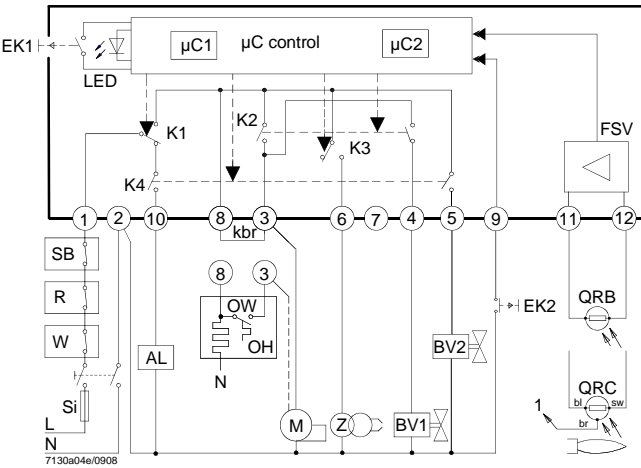 EK1
LED
µC1
µC control
µC2
FSV
K1
K2
K3
K4
1 2 10 8 3 6 7 4 5 9 11 12
kbr
SB
R
W
Si
L
N
8 3
OW
OH
N
AL
M
Z
BV1
BV2
EK2
QRB
QRC
bl sw
br
1
7130a04e/0908